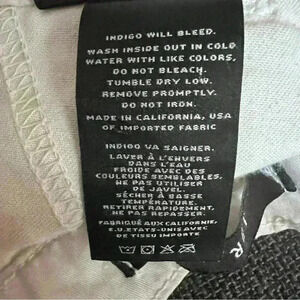 INDIGO WILL BLEED.
WASH INSIDE OUT IN COLD
WATER WITH LIKE COLORS,
DO NOT BLEACH.
TUMBLE DRY LOW.
REMOVE PROMPTLY.
DO NOT IRON.
MADE IN CALIFORNIA, USA
OF IMPORTED FABRIC
INDIGO VA SAIGNER.
LAVER À L'ENVERS
DANS L'EAU
FROIDE AVEC DES
COULEURS SEMBLABLES,
NE PAS UTILISER
DE JAVEL.
SÉCHER À BASSE
TEMPÉRATURE.
RETIRER RAPIDEMENT.
NE PAS REPASSER.
FABRIQUÉ AUX CALIFORNIE,
E.U.ETATS-UNIS AVEC
DE TISSU IMPORTE